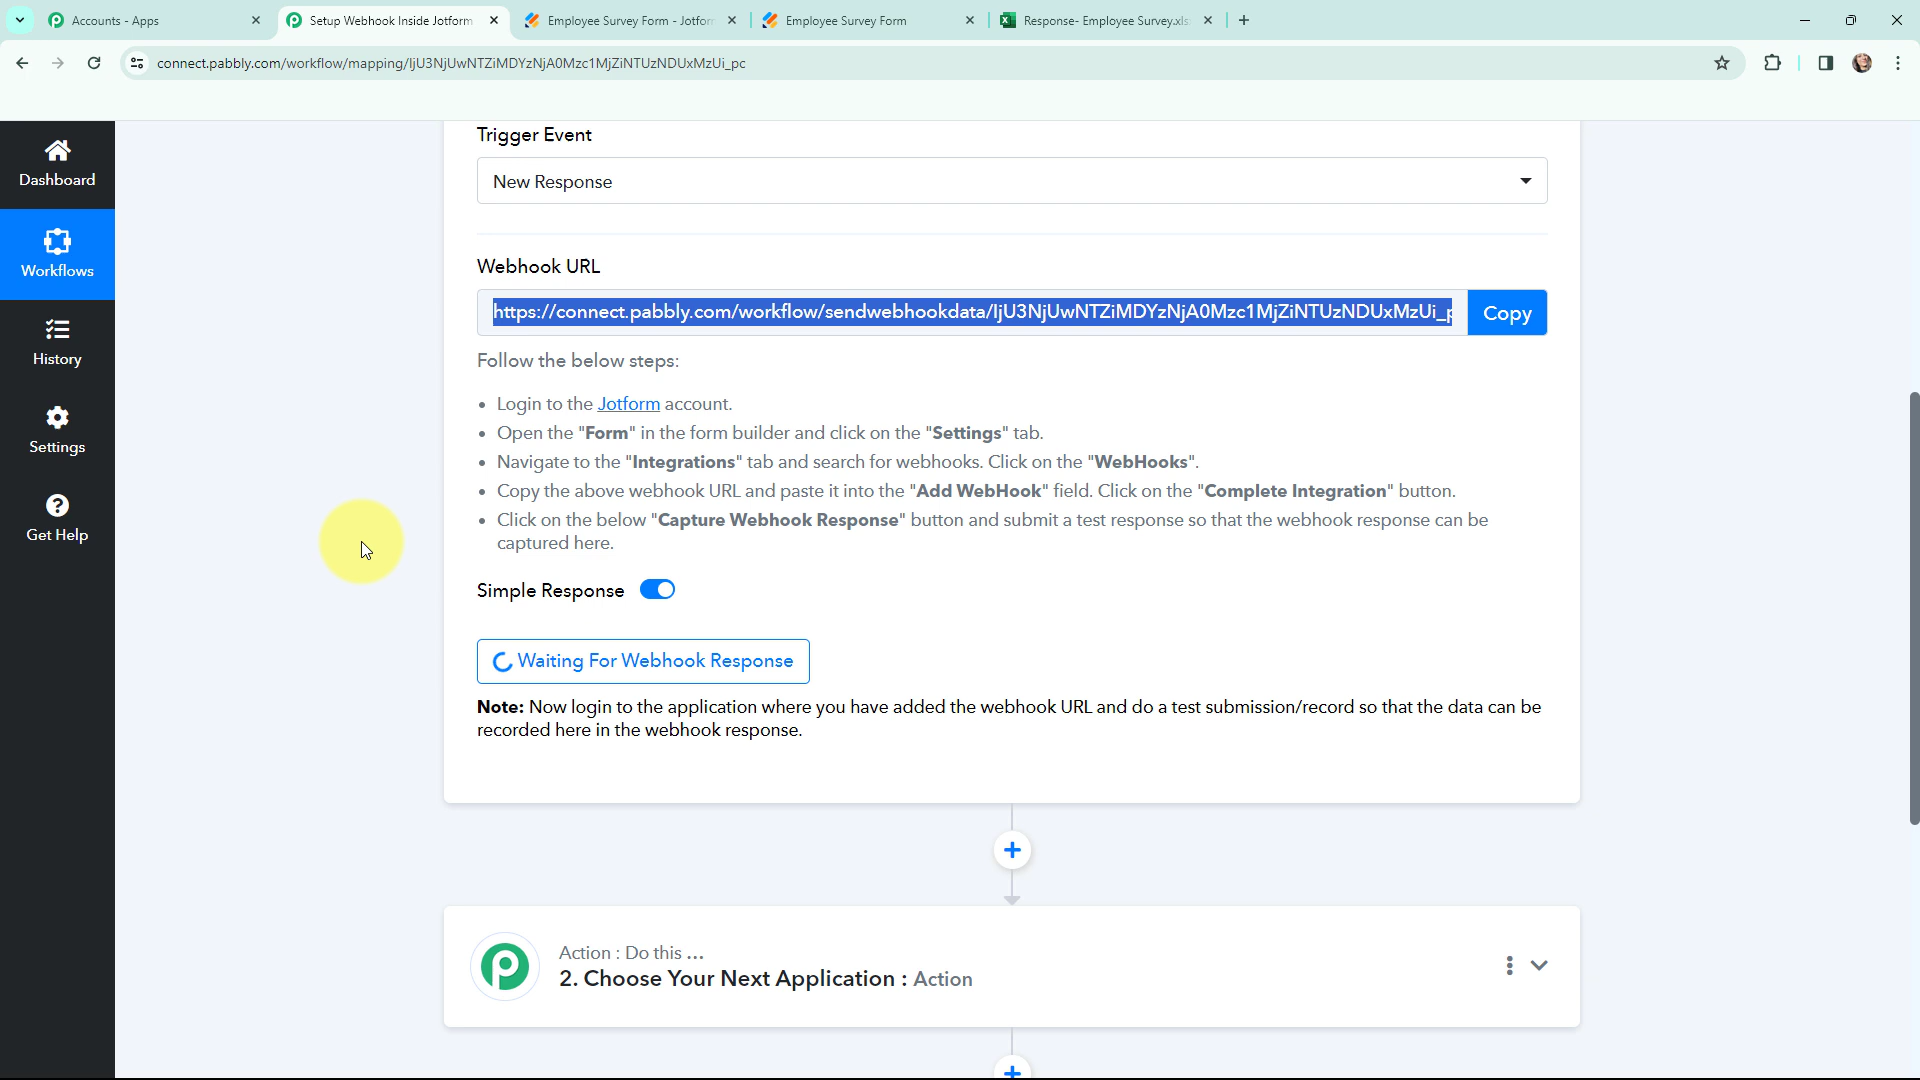 Accounts - Apps
Setup Webhook Inside Jotform
Employee Survey Form - Jotfor
Employee Survey Form
Response- Employee Survey.xls
connect.pabbly.com/workflow/mapping/IjU3NjUwNTZiMDYzNjA0Mzc1MjZiNTUzNDUxMzUi_pc
Dashboard
Workflows
History
Settings
Get Help
Trigger Event
New Response
Webhook URL
https://connect.pabbly.com/workflow/sendwebhookdata/IjU3NjUwNTZiMDYzNjA0Mzc1MjZiNTUzNDUxMzUi_p
Copy
Follow the below steps:
• Login to the Jotform account.
• Open the "Form" in the form builder and click on the "Settings" tab.
• Navigate to the "Integrations" tab and search for webhooks. Click on the "WebHooks".
• Copy the above webhook URL and paste it into the "Add WebHook" field. Click on the "Complete Integration" button.
• Click on the below "Capture Webhook Response" button and submit a test response so that the webhook response can be
captured here.
Simple Response
Waiting For Webhook Response
Note: Now login to the application where you have added the webhook URL and do a test submission/record so that the data can be
recorded here in the webhook response.
Action : Do this ...
2. Choose Your Next Application : Action